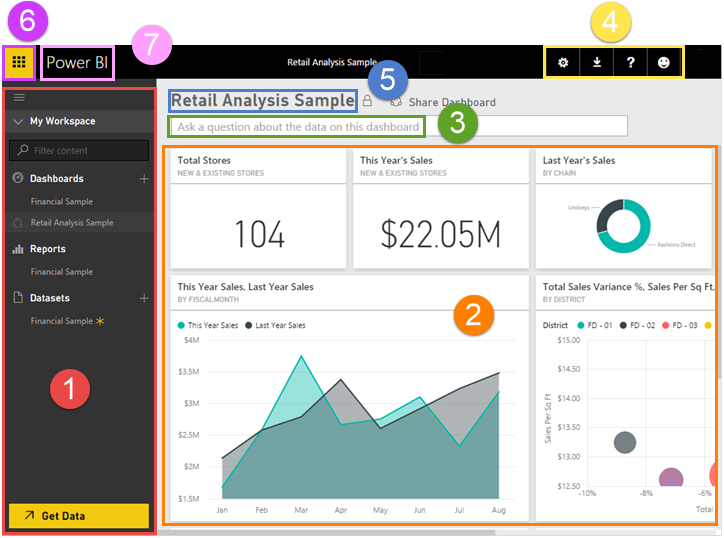 6
7
4
Power BI
Retail Analysis Sample
?
5
Retail Analysis Sample
Share Dashboard
My Workspace
Ask a question about the data on this dashboard
3
Filter content
Dashboards +
Financial Sample
Retail Analysis Sample
Reports
Financial Sample
Datasets +
Financial Sample
1
Get Data
Total Stores
NEW & EXISTING STORES
104
This Year's Sales
NEW & EXISTING STORES
$22.05M
Last Year's Sales
BY CHAIN
Lindseys
Fashions Direct
This Year Sales, Last Year Sales
BY FISCALMONTH
2
This Year Sales Last Year Sales
$4M
$3.5M
$3M
$2.5M
$2M
$1.5M
Jan Feb Mar Apr May Jun Jul Aug
Total Sales Variance %, Sales Per Sq Ft,
BY DISTRICT
District FD - 01 FD - 02 FD - 03
Sales Per Sq Ft
$15.00
$14.50
$14.00
$13.50
$13.00
$12.50
-10% -8% -6% -4%
Total